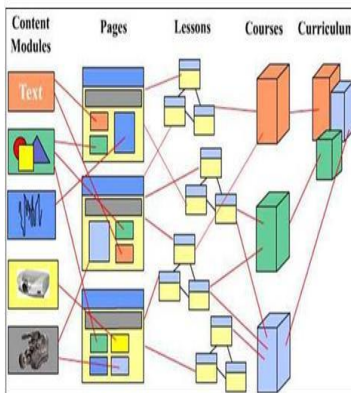 Content
Modules
Pages
Lessons
Courses
Curriculum
Text